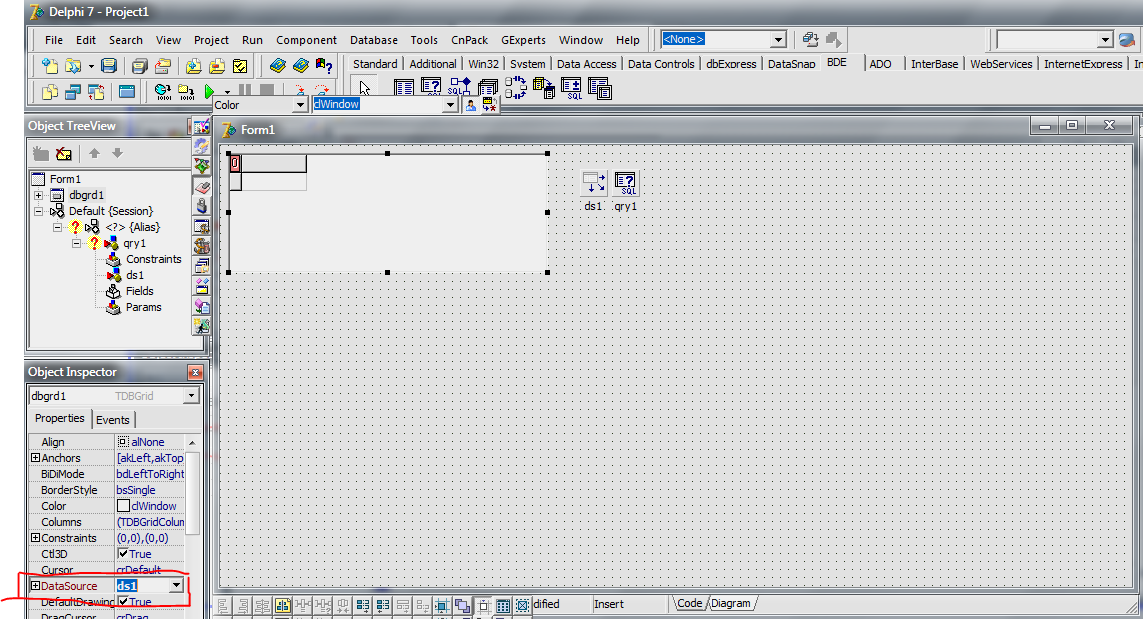 Delphi 7 - Project1
File Edit Search View Project Run Component Database Tools CnPack GExperts Window Help <None>
Standard Additional Win32 System Data Access Data Controls dbExpress DataSnap BDE ADO InterBase WebServices InternetExpress In
Color clWindow
Object TreeView
Form1
dbgrd1
Default {Session}
<?> {Alias}
qry1
Constraints
ds1
Fields
Params
Form1
ds1 qry1
Object Inspector
dbgrd1 TDBGrid
Properties Events
Align alNone
Anchors [akLeft,akTop
BiDiMode bdLeftToRight
BorderStyle bsSingle
Color clWindow
Columns (TDBGridColum
Constraints (0,0),(0,0)
Ctl3D True
Cursor crDefault
DataSource ds1
DefaultDrawing True
DragCursor crDrag
dified Insert Code Diagram